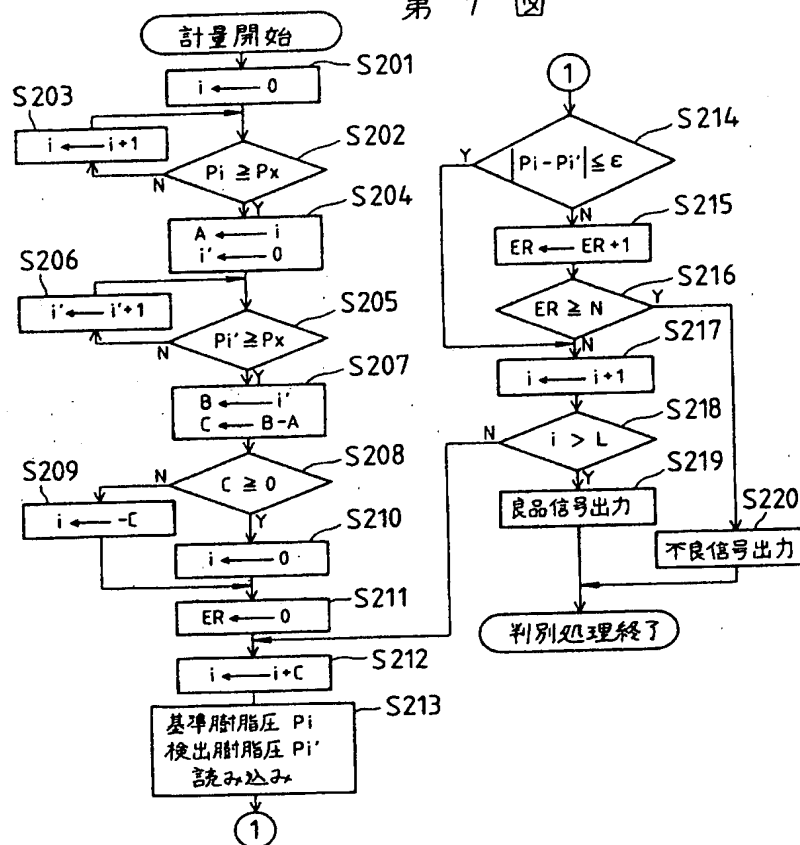 第 7 図
計量開始
S201
i ← 0
S203
i ← i+1
S202
Pi ≧ Px
N
Y
S204
A ← i
i' ← 0
S206
i' ← i'+1
S205
Pi' ≧ Px
N
Y
S207
B ← i'
C ← B-A
S208
C ≧ 0
N
Y
S209
i ← -C
S210
i ← 0
S211
ER ← 0
S212
i ← i+C
S213
基準樹脂圧 Pi
検出樹脂圧 Pi'
読み込み
1
1
S214
|Pi-Pi'| ≦ ε
Y
N
S215
ER ← ER+1
S216
ER ≧ N
Y
N
S217
i ← i+1
S218
i > L
N
Y
S219
良品信号出力
S220
不良信号出力
判別処理終了